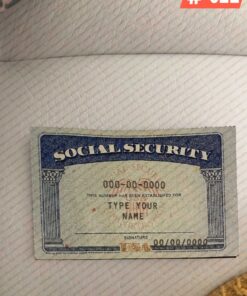 SOCIAL SECURITY
000-00-0000
THIS NUMBER HAS BEEN ESTABLISHED FOR
TYPE YOUR
NAME
SIGNATURE
00/00/0000